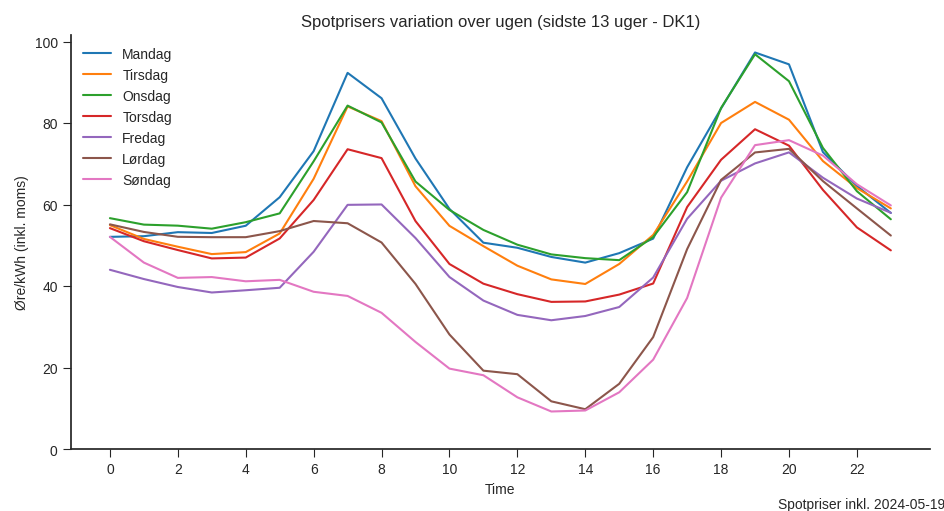 Spotprisers variation over ugen (sidste 13 uger - DK1)
100
80
60
40
20
0
Øre/kWh (inkl. moms)
Mandag
Tirsdag
Onsdag
Torsdag
Fredag
Lørdag
Søndag
0 2 4 6 8 10 12 14 16 18 20 22
Time
Spotpriser inkl. 2024-05-19